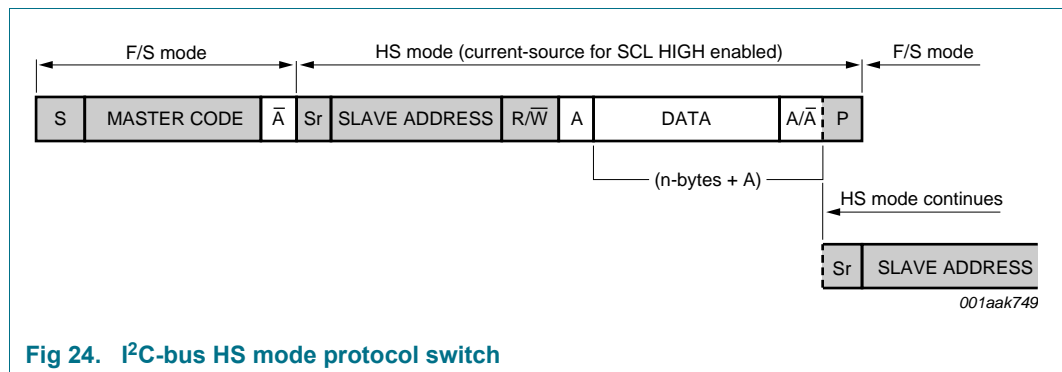 F/S mode HS mode (current-source for SCL HIGH enabled) F/S mode
S MASTER CODE A̅ Sr SLAVE ADDRESS R/W̅ A DATA A/A̅ P
(n-bytes + A)
HS mode continues
Sr SLAVE ADDRESS
001aak749
Fig 24. I²C-bus HS mode protocol switch